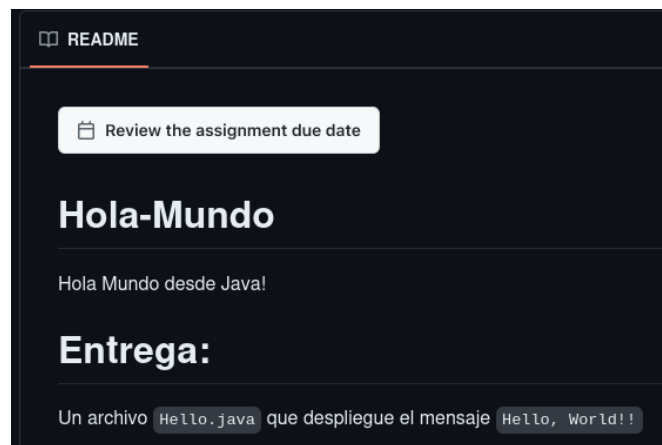 README
Review the assignment due date
Hola-Mundo
Hola Mundo desde Java!
Entrega:
Un archivo Hello.java que despliegue el mensaje Hello, World!!